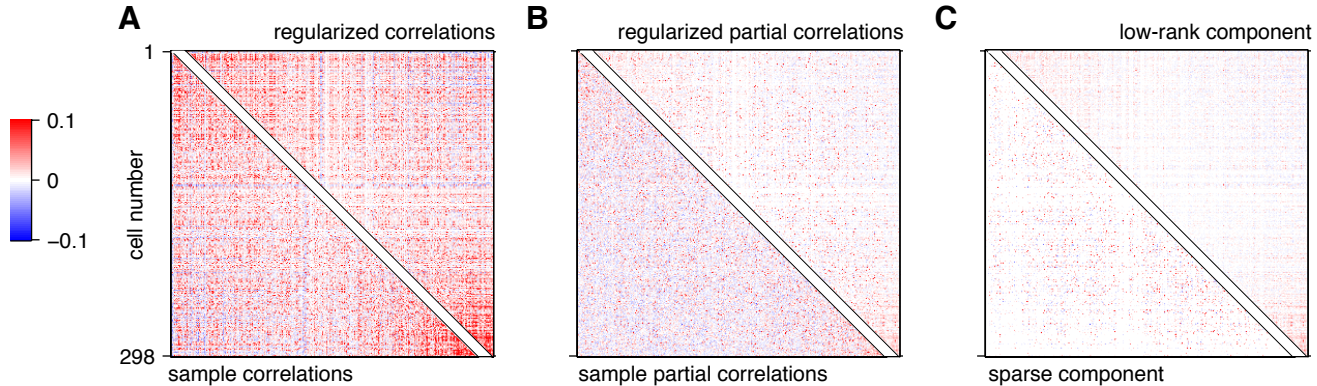 A
regularized correlations
B
regularized partial correlations
C
low-rank component
1
0.1
0
−0.1
cell number
298
sample correlations
sample partial correlations
sparse component